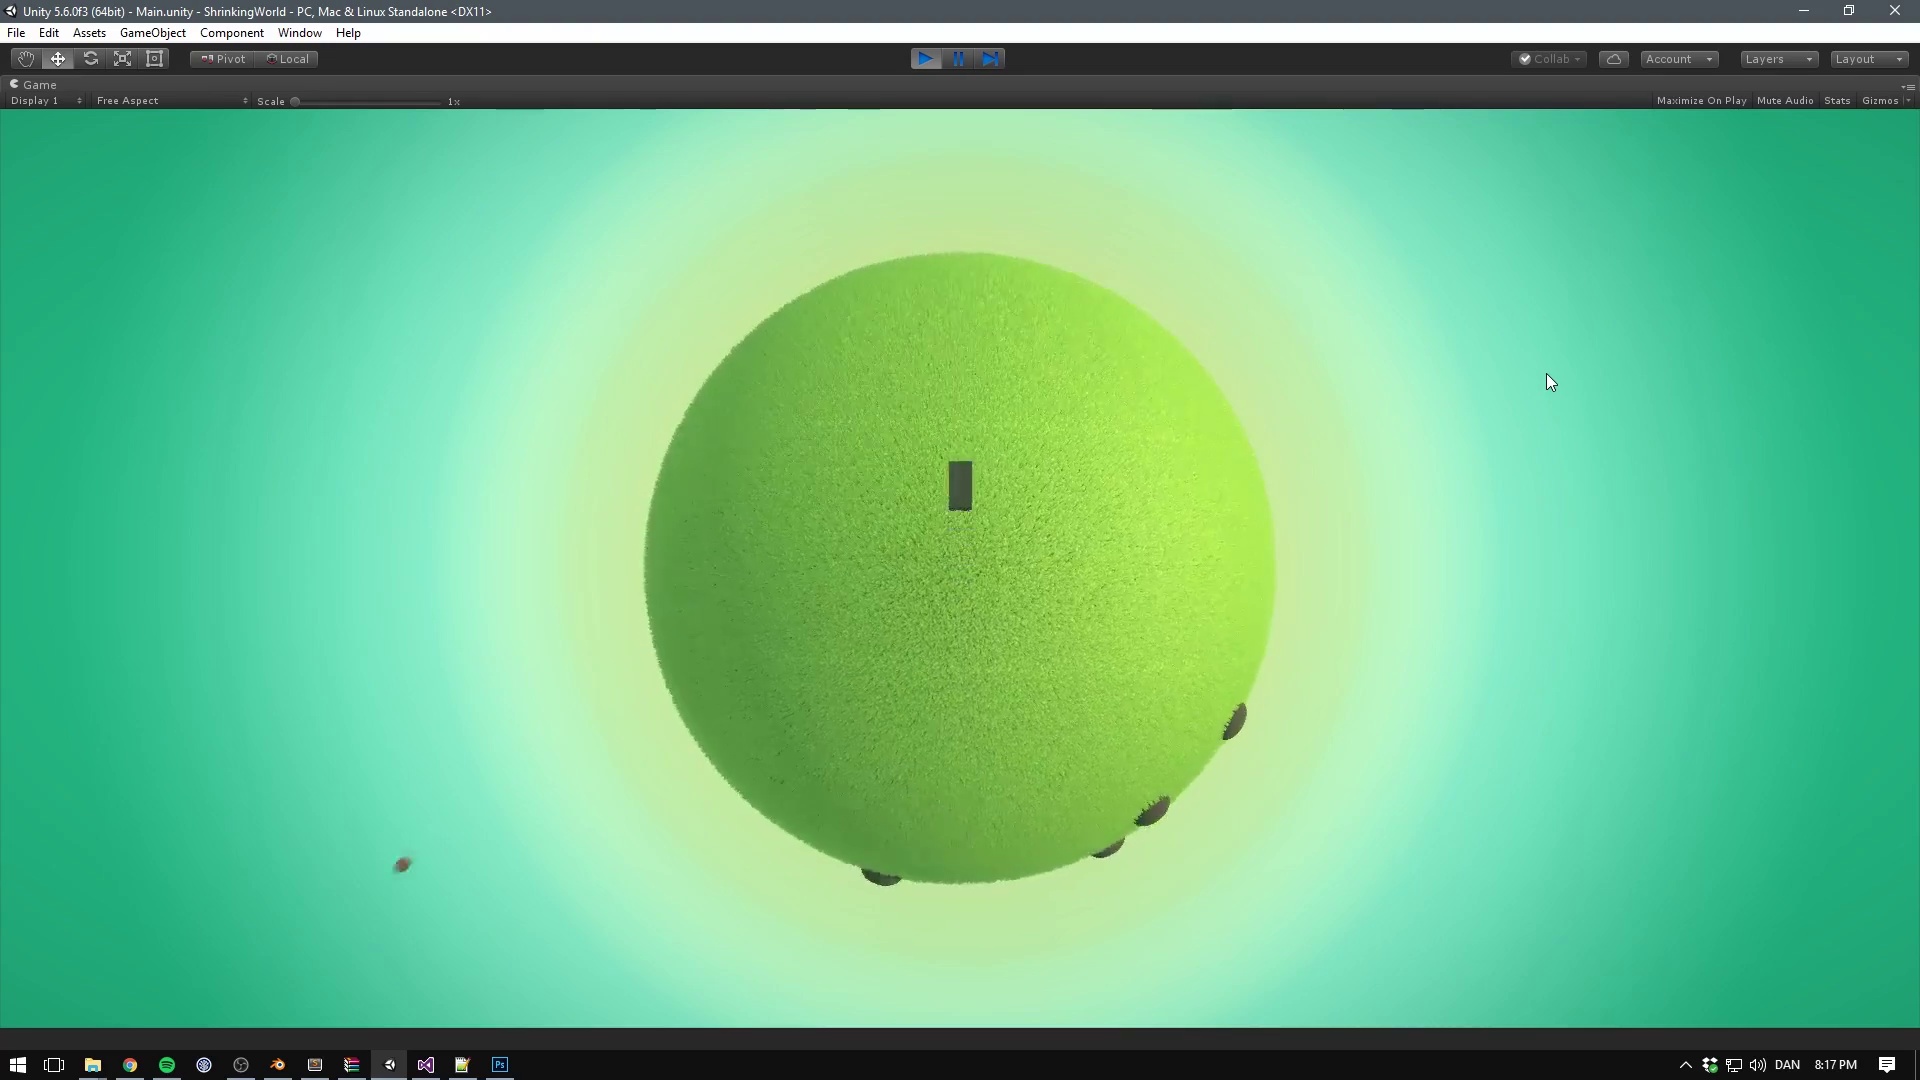 Unity 5.6.0f3 (64bit) - Main.unity - ShrinkingWorld - PC, Mac & Linux Standalone <DX11>
File Edit Assets GameObject Component Window Help
Pivot Local Collab Account Layers Layout
Game
Display 1 Free Aspect Scale 1x Maximize On Play Mute Audio Stats Gizmos
Ps DAN 8:17 PM